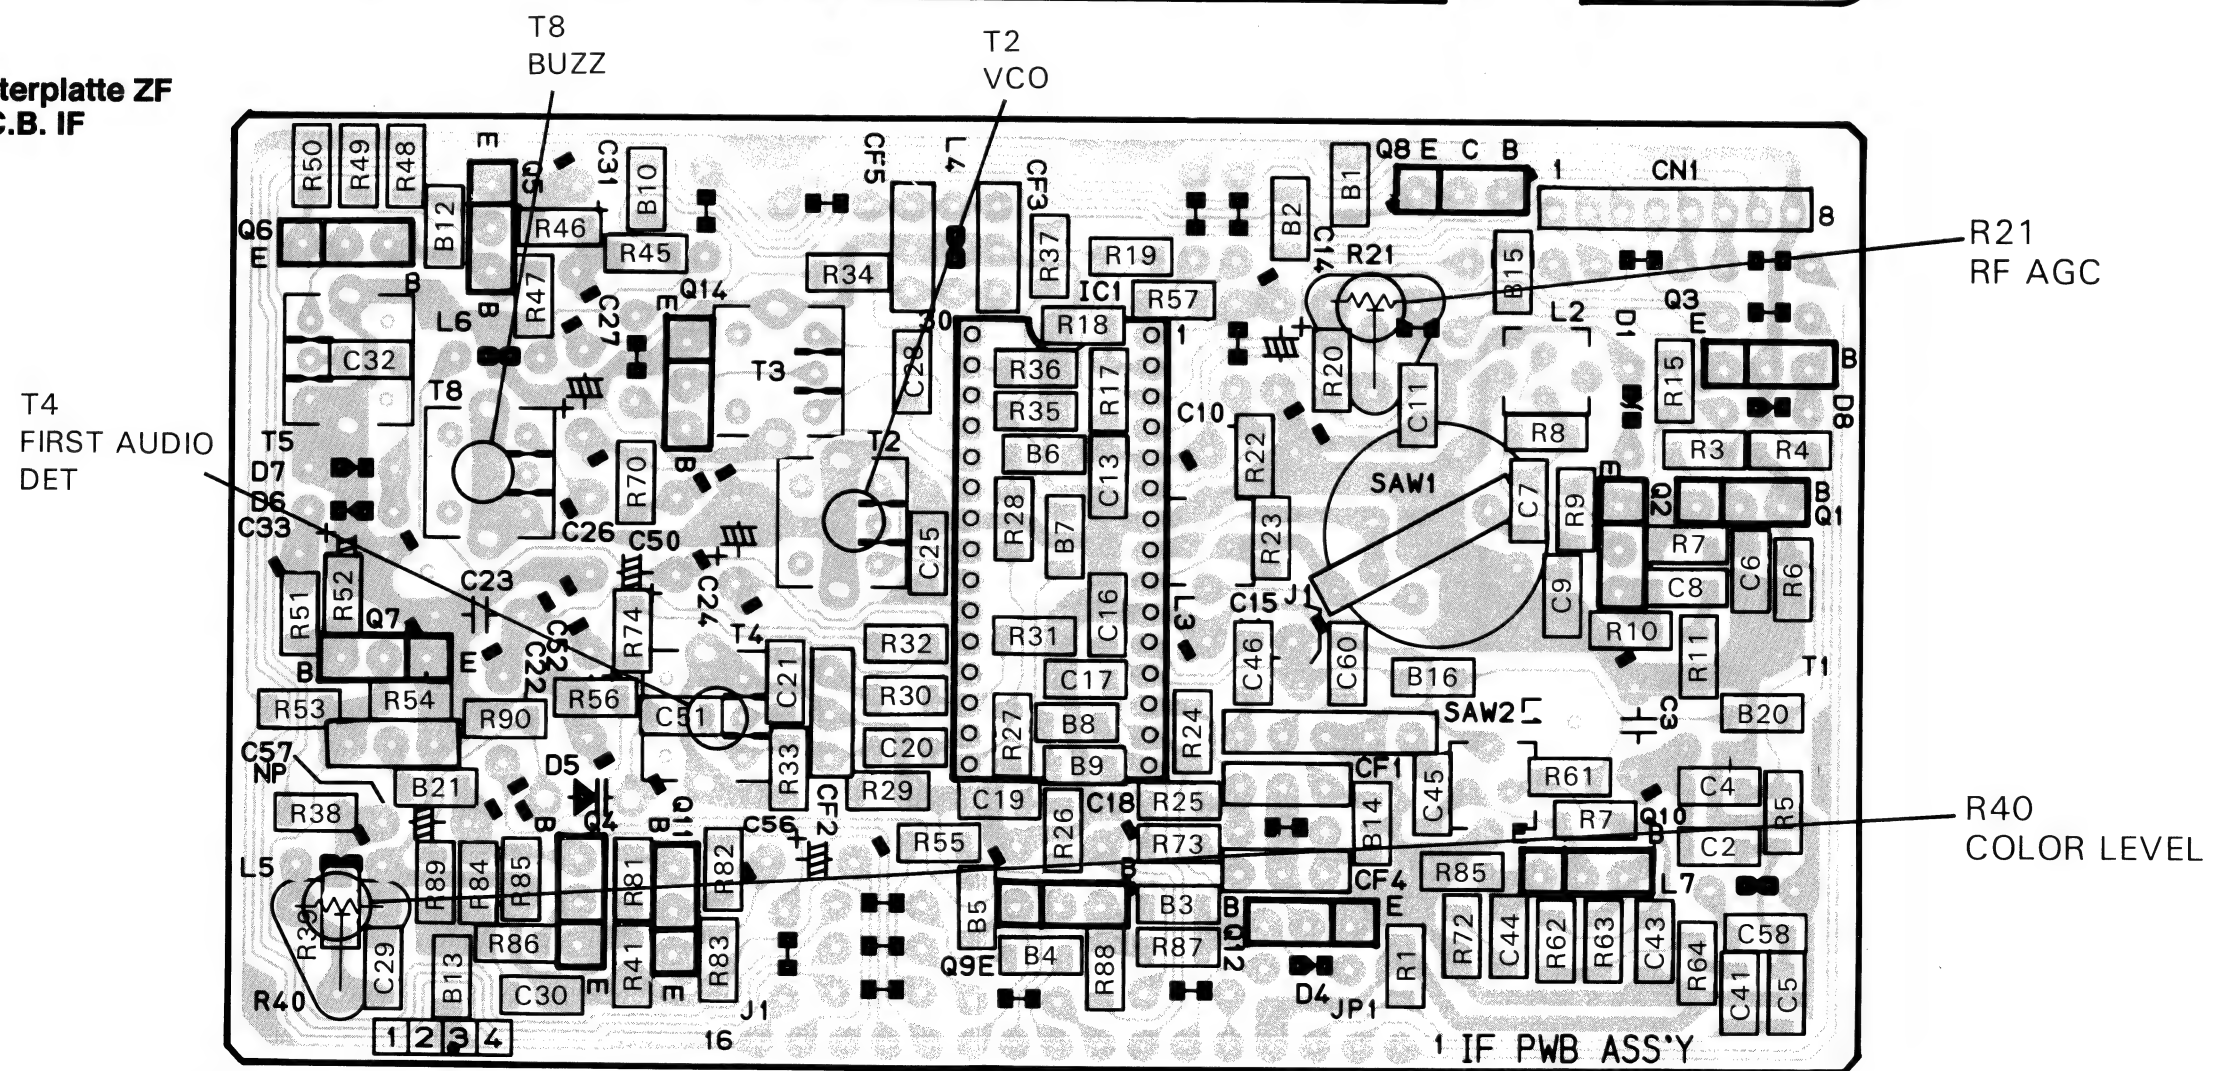 T8
BUZZ
T2
VCO
terplatte ZF
C.B. IF
R50
R49
R48
E
Q5
C31
B10
CF5
L4
CF3
B1
Q8 E C B
1
CN1
8
Q6
E
B12
R46
R45
B2
C14
R21
B15
R21
RF AGC
B
R47
B
R34
R37
R19
IC1
R57
L6
C27
E
Q14
30
R18
1
L2
D1
Q3
E
B
C32
T8
T3
C28
R36
R17
R20
C11
R15
D8
T4
FIRST AUDIO
DET
T5
D7
D6
C33
R35
C10
R8
R3
R4
R70
B
T2
B6
C13
R22
SAW1
C7
R9
E
Q2
B
Q1
C26
C50
C25
R28
B7
R23
R7
C6
R6
R51
R52
C23
C24
C16
L3
C15
J1
C9
C8
Q7
B
E
C52
C22
R74
T4
C21
R32
R31
C46
C60
R10
R11
T1
R53
R54
R90
R56
C51
R30
C17
B16
SAW2
C3
B20
R27
B8
R24
C57
NP
B21
D5
R33
C20
B9
CF1
C45
R61
C4
R5
R38
B
Q4
B
Q11
C56
CF2
R29
C19
C18
R25
B14
R7
Q10
B
R40
COLOR LEVEL
L5
R89
R84
R85
R81
R82
R55
R26
R73
C2
R85
L7
R39
R40
C29
B13
R86
C30
E
R41
E
R83
B5
B
B3
CF4
B
E
Q12
Q9E
B4
R88
R87
D4
JP1
R1
R72
C44
R62
R63
C43
R64
C58
C41
C5
1 2 3 4
J1
16
1 IF PWB ASS'Y